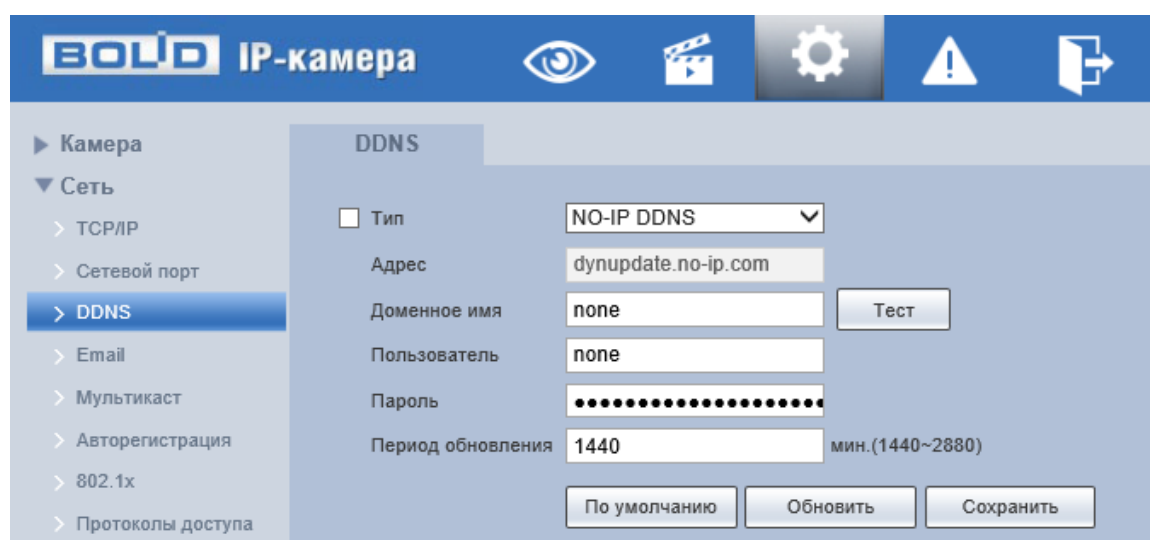 BOLID IP-камера
Камера
Сеть
TCP/IP
Сетевой порт
DDNS
Email
Мультикаст
Авторегистрация
802.1x
Протоколы доступа
DDNS
Тип NO-IP DDNS
Адрес dynupdate.no-ip.com
Доменное имя none Тест
Пользователь none
Пароль ●●●●●●●●●●●●●●●●●●●●
Период обновления 1440 мин.(1440~2880)
По умолчанию Обновить Сохранить